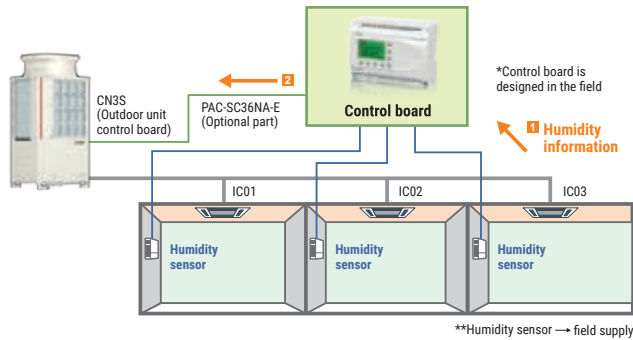 2
*Control board is
designed in the field
CN3S
(Outdoor unit
control board)
PAC-SC36NA-E
(Optional part)
Control board
1 Humidity
information
IC01
IC02
IC03
Humidity
sensor
Humidity
sensor
Humidity
sensor
**Humidity sensor → field supply